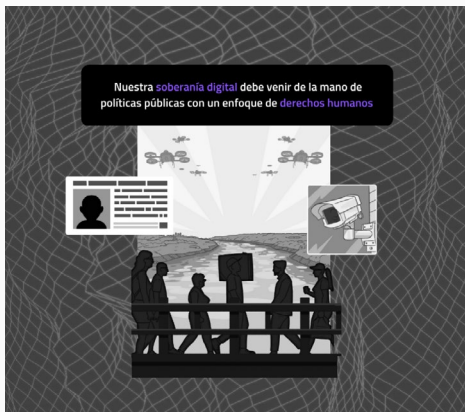 Nuestra soberanía digital debe venir de la mano de
políticas públicas con un enfoque de derechos humanos